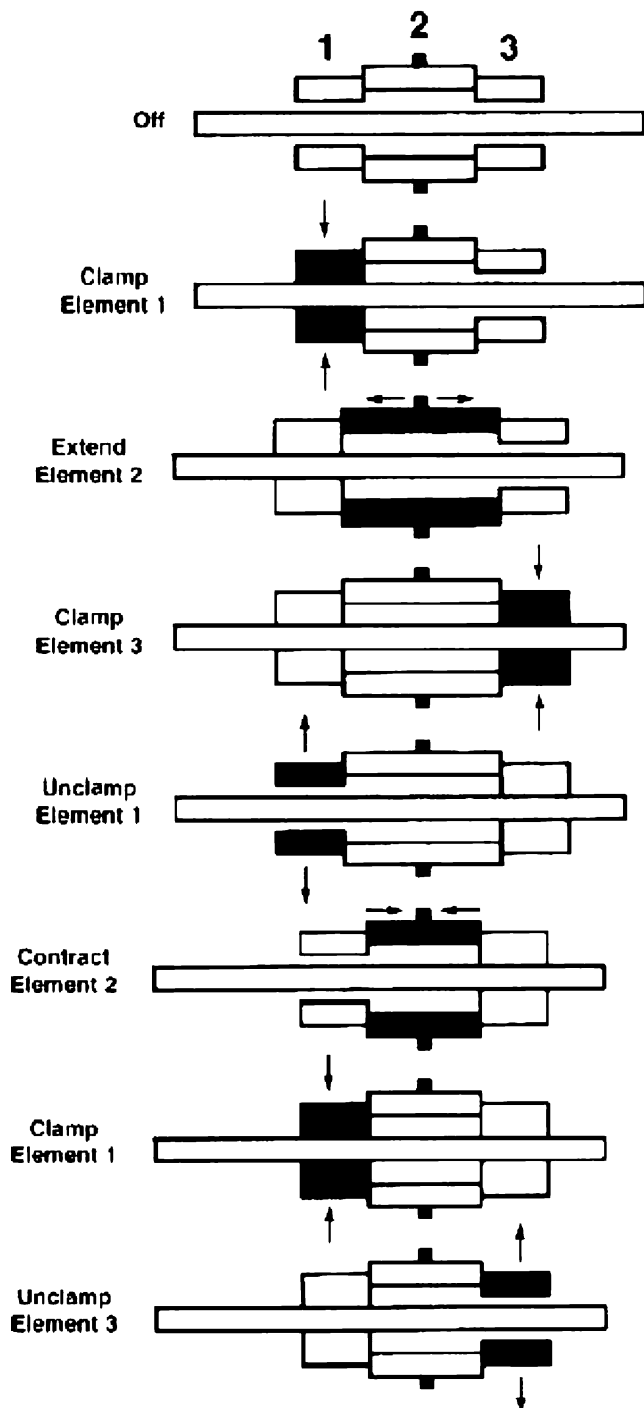 1 2 3
Off
Clamp
Element 1
Extend
Element 2
Clamp
Element 3
Unclamp
Element 1
Contract
Element 2
Clamp
Element 1
Unclamp
Element 3